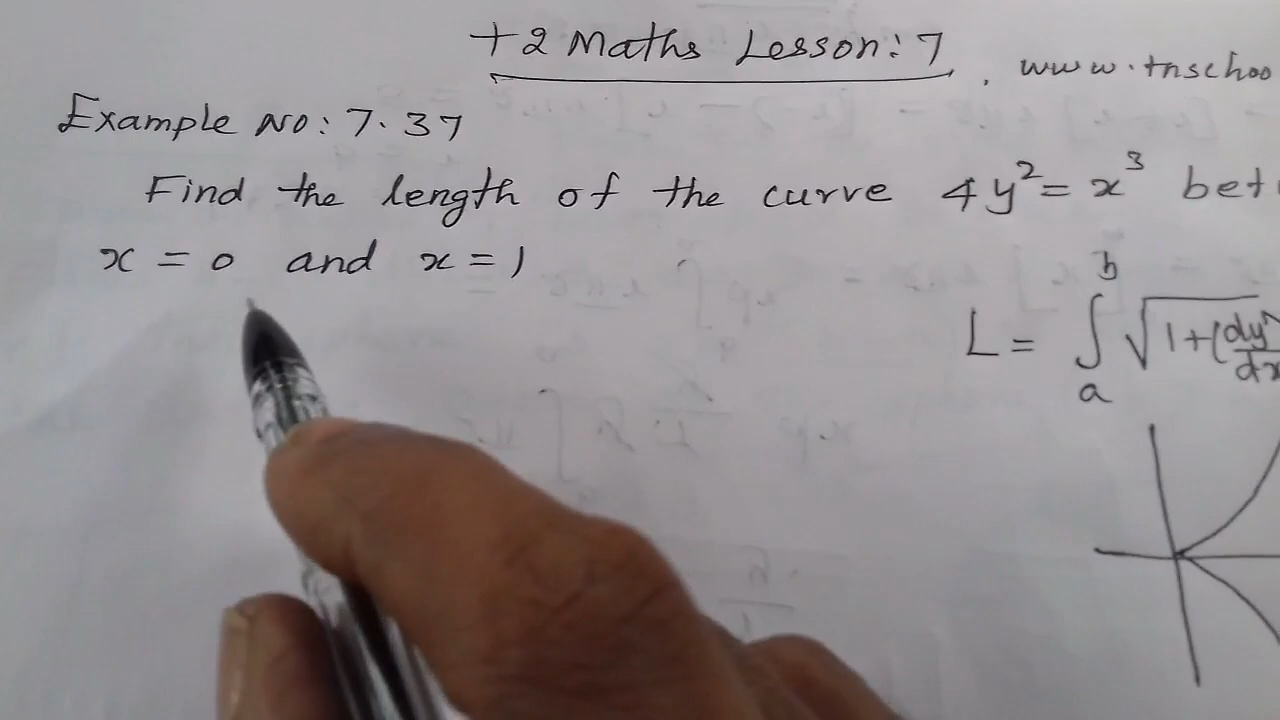 +2 Maths Lesson: 7
www.tnschoo
Example No: 7.37
Find the length of the curve 4y² = x³ bet
x = 0 and x = 1
L = ∫ₐᵇ √1+(dy/dx